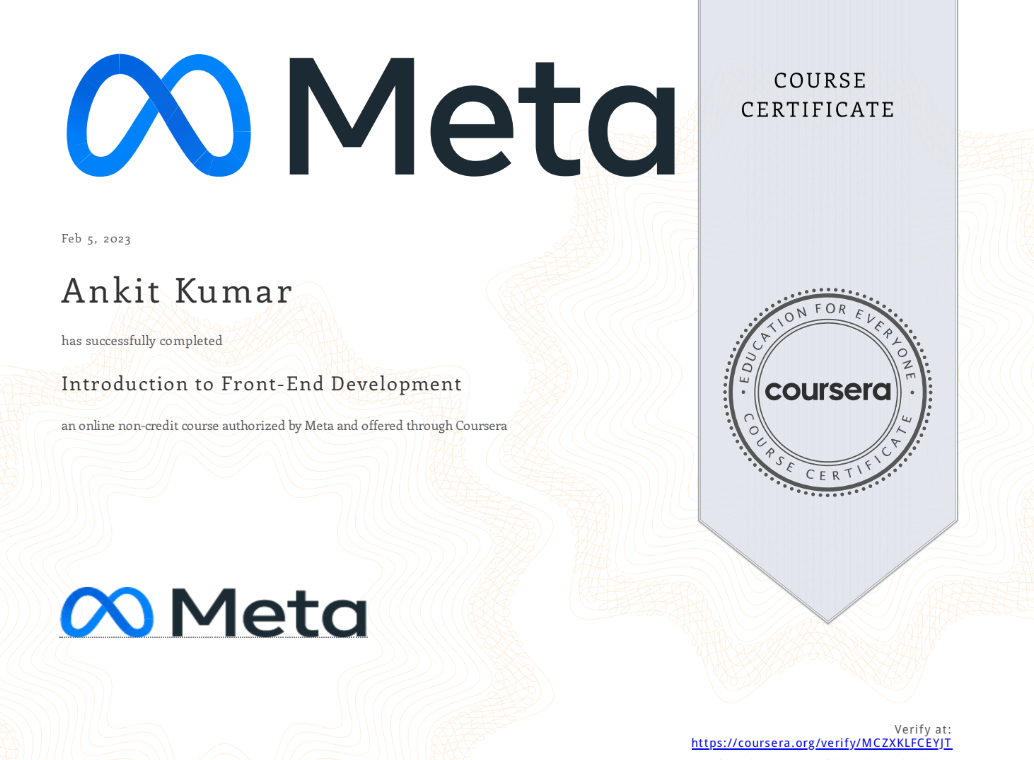 Meta
COURSE
CERTIFICATE
Feb 5, 2023
Ankit Kumar
has successfully completed
Introduction to Front-End Development
an online non-credit course authorized by Meta and offered through Coursera
EDUCATION FOR EVERYONE
coursera
COURSE CERTIFICATE
Meta
Verify at:
https://coursera.org/verify/MCZXKLFCEYJT